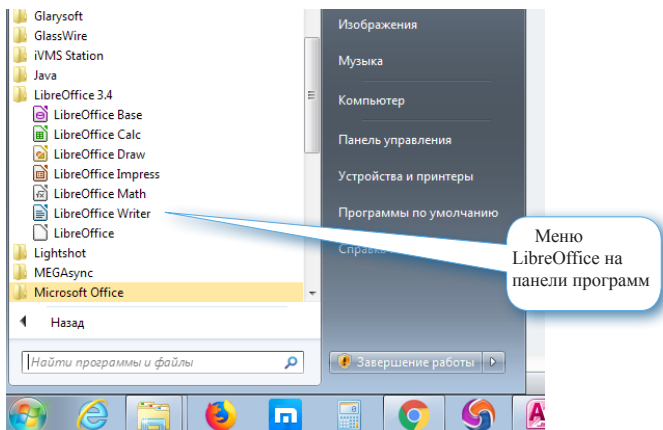 Glarysoft
GlassWire
iVMS Station
Java
LibreOffice 3.4
LibreOffice Base
LibreOffice Calc
LibreOffice Draw
LibreOffice Impress
LibreOffice Math
LibreOffice Writer
LibreOffice
Lightshot
MEGAsync
Microsoft Office
Назад
Найти программы и файлы
Изображения
Музыка
Компьютер
Панель управления
Устройства и принтеры
Программы по умолчанию
Завершение работы
Меню
LibreOffice на
панели программ